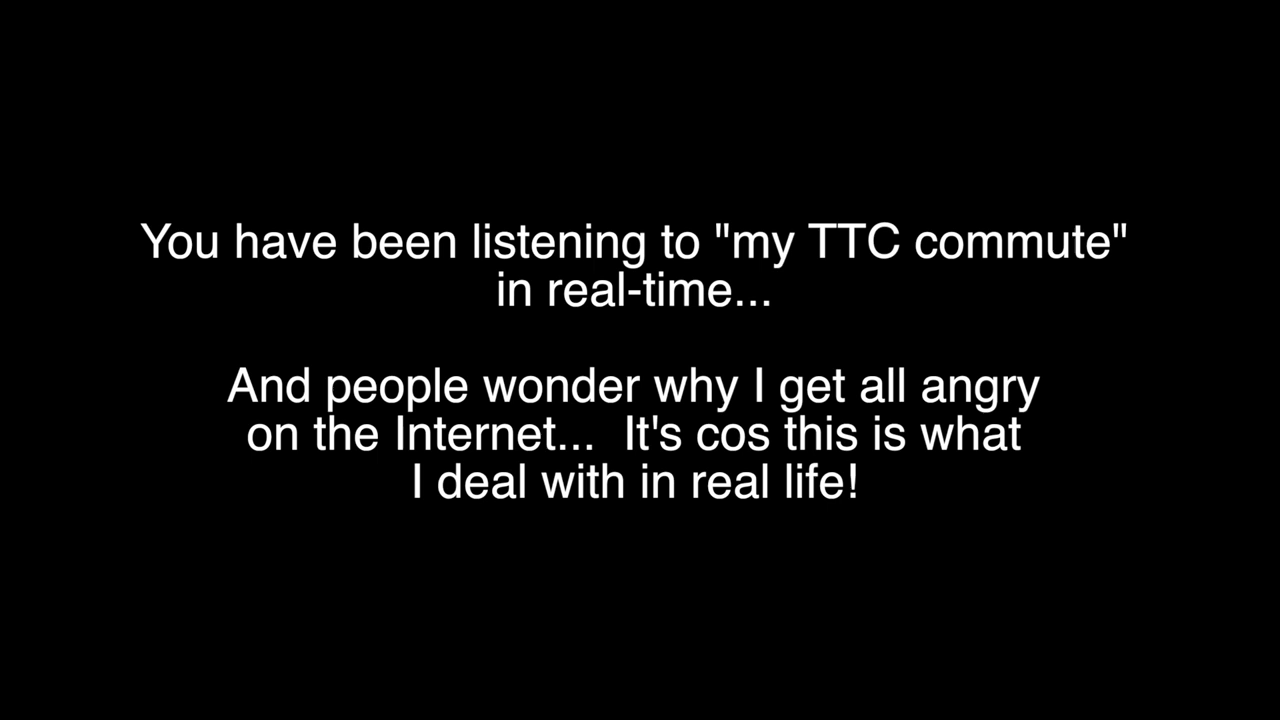 You have been listening to "my TTC commute"
in real-time...
And people wonder why I get all angry
on the Internet...  It's cos this is what
I deal with in real life!